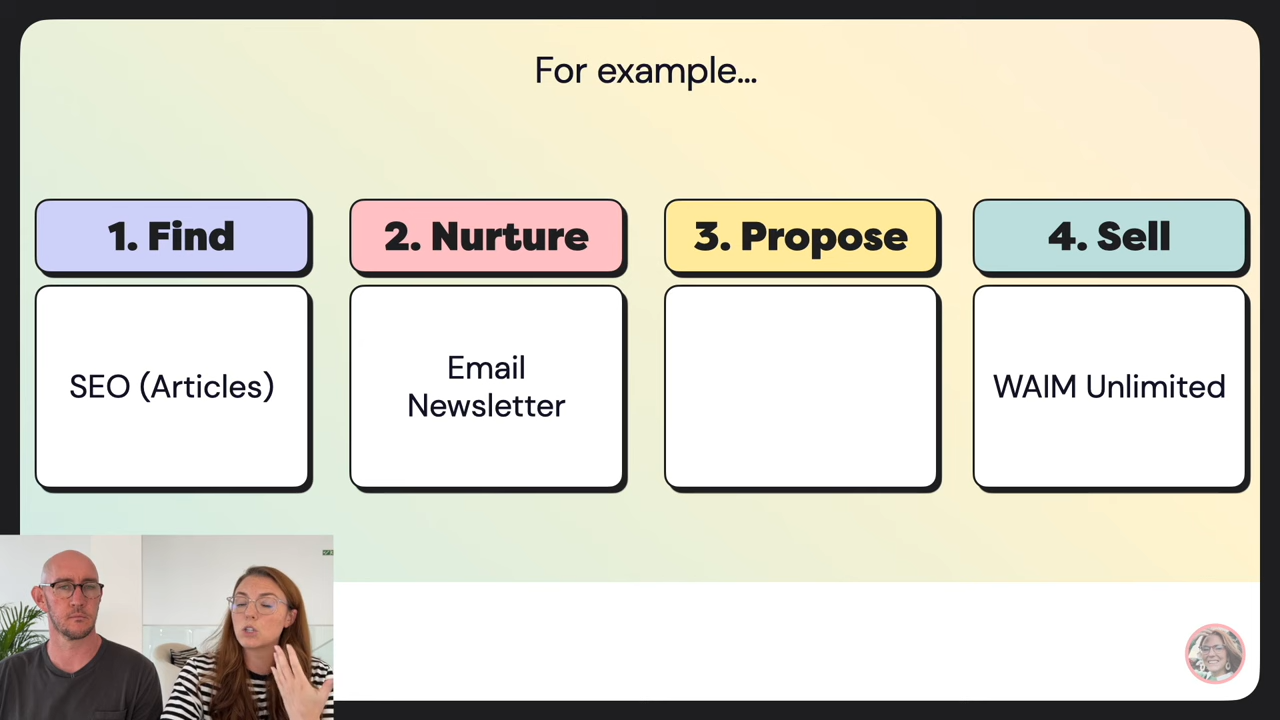 For example...
1. Find
2. Nurture
3. Propose
4. Sell
SEO (Articles)
Email
Newsletter
WAIM Unlimited